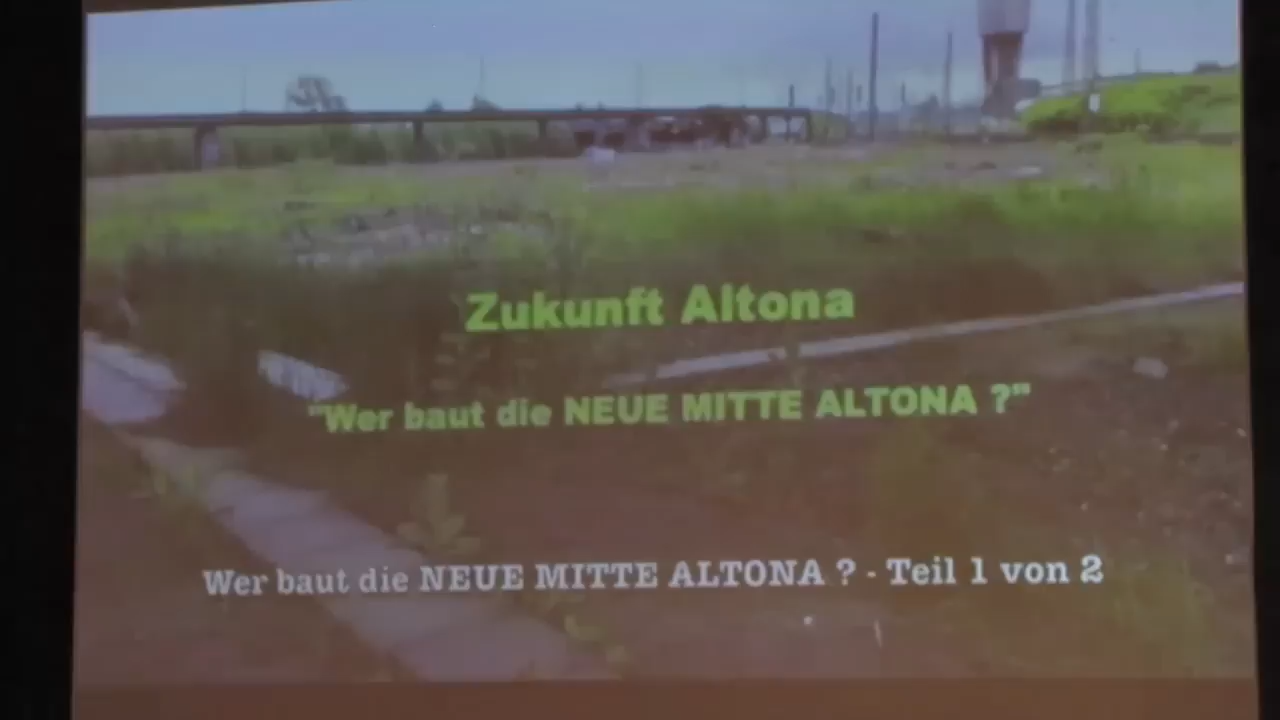 Zukunft Altona
"Wer baut die NEUE MITTE ALTONA ?"
Wer baut die NEUE MITTE ALTONA ? - Teil 1 von 2